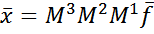 x̄ = M³M²M¹f̄